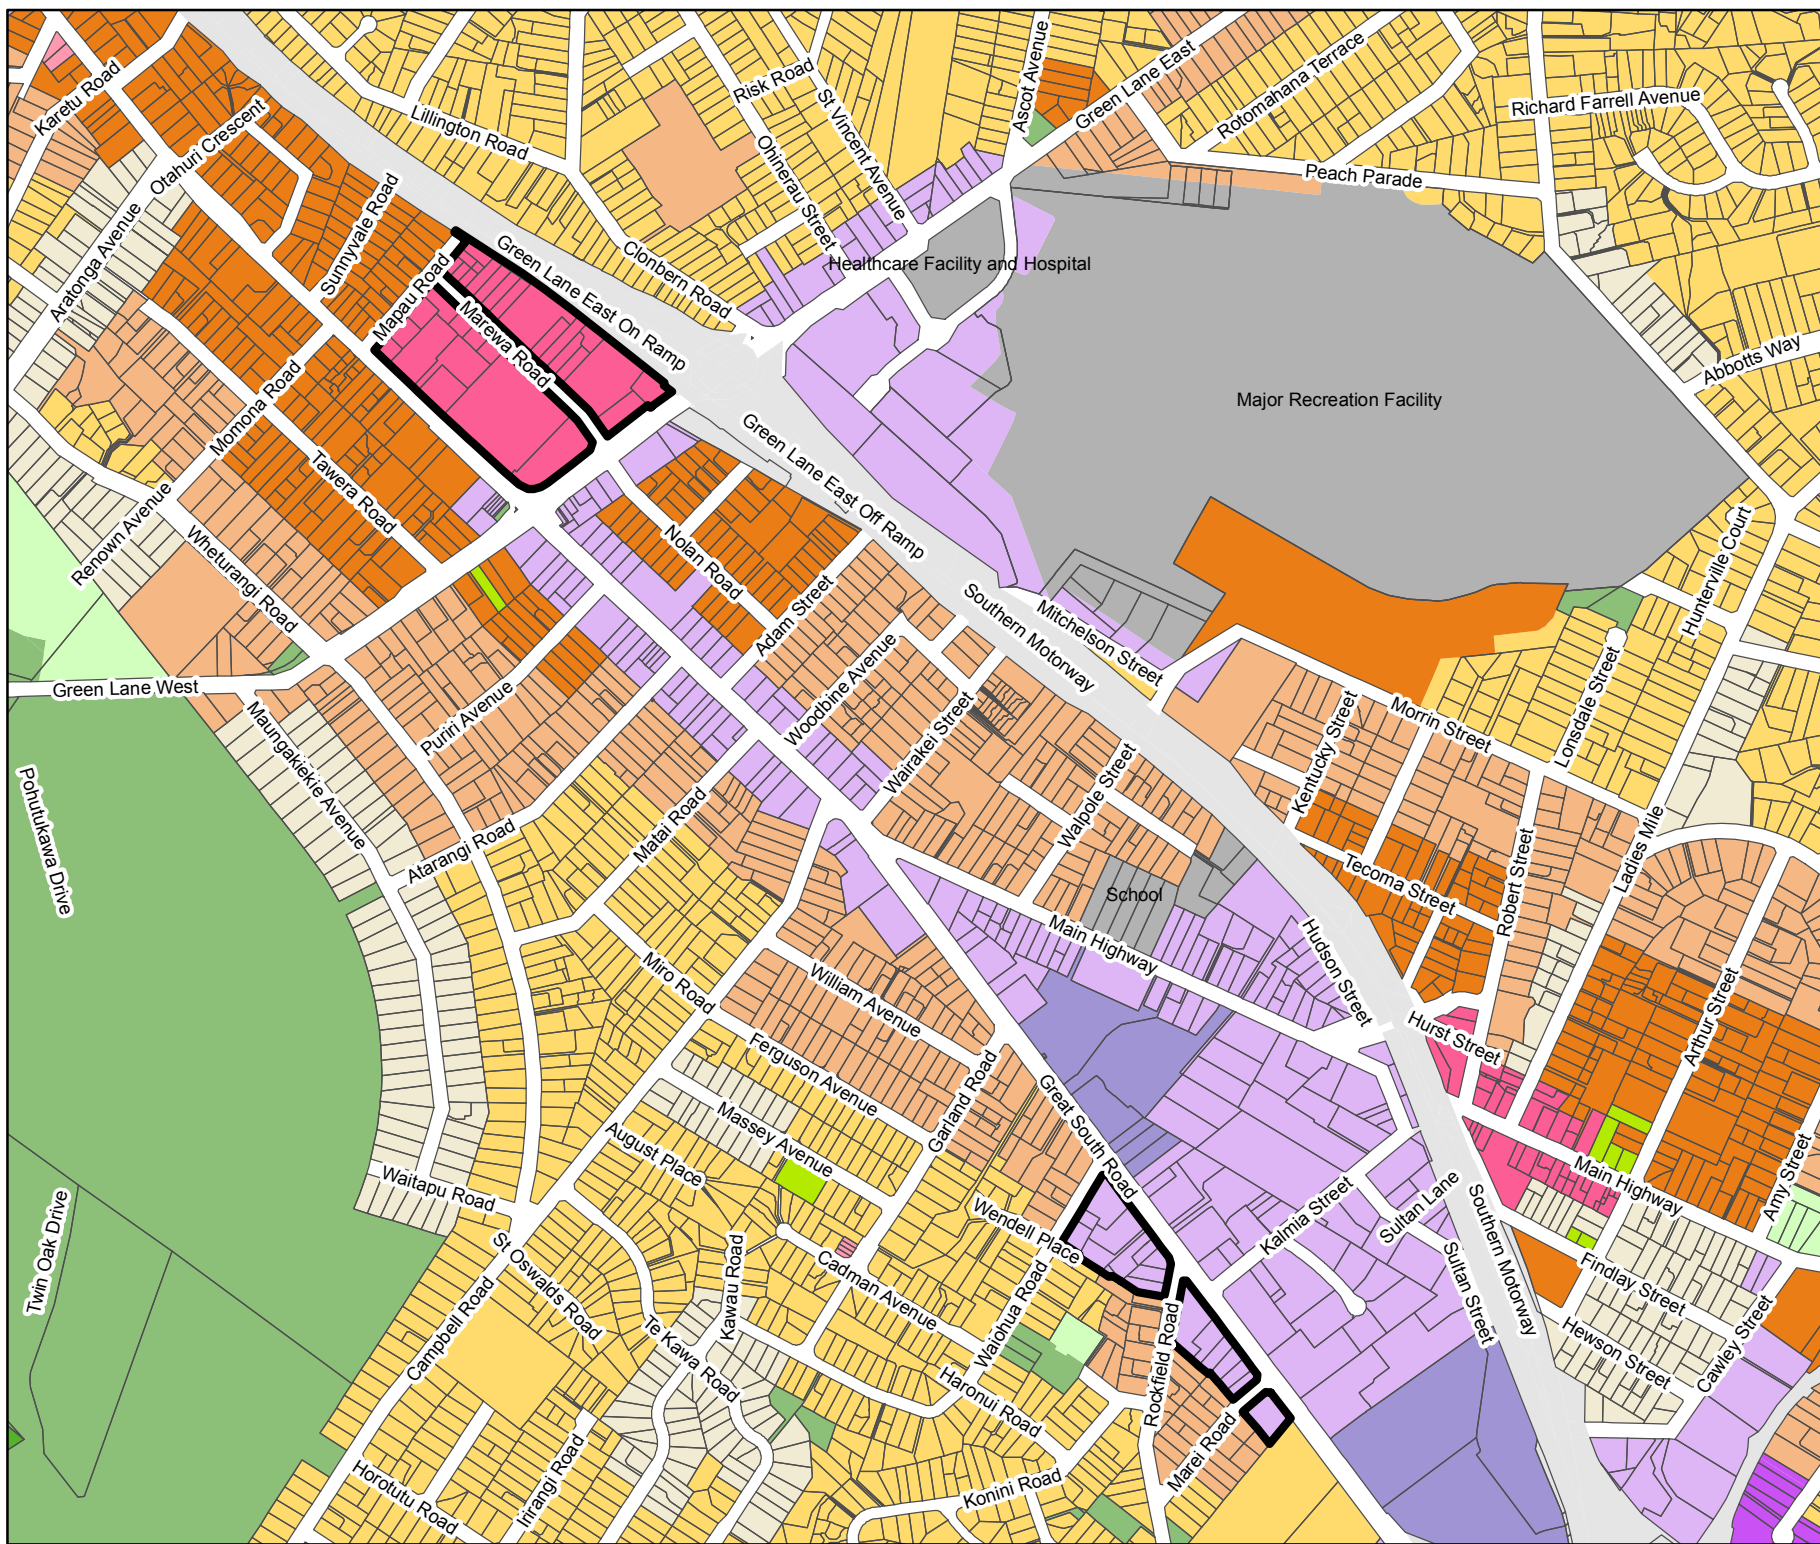 Karetu Road
Otahuri Crescent
Lillington Road
Risk Road
St Vincent Avenue
Ohinerau Street
Ascot Avenue
Green Lane East
Rotomahana Terrace
Richard Farrell Avenue
Peach Parade
Aratonga Avenue
Sunnyvale Road
Mapau Road
Green Lane East On Ramp
Clonbern Road
Healthcare Facility and Hospital
Marewa Road
Major Recreation Facility
Abbotts Way
Momona Road
Tawera Road
Renown Avenue
Wheturangi Road
Green Lane East Off Ramp
Nolan Road
Adam Street
Southern Motorway
Mitchelson Street
Hunterville Court
Green Lane West
Maungakiekie Avenue
Puriri Avenue
Woodbine Avenue
Wairakei Street
Kentucky Street
Morrin Street
Lonsdale Street
Pohutukawa Drive
Atarangi Road
Matai Road
Walpole Street
School
Tecoma Street
Robert Street
Ladies Mile
Main Highway
Hudson Street
Miro Road
William Avenue
Ferguson Avenue
Garland Road
Great South Road
Hurst Street
Arthur Street
Massey Avenue
August Place
Waitapu Road
Wendell Place
Kalmia Street
Sultan Lane
Main Highway
Amy Street
Twin Oak Drive
St Oswalds Road
Campbell Road
Kawau Road
Cadman Avenue
Waiohua Road
Rockfield Road
Sultan Street
Southern Motorway
Findlay Street
Hewson Street
Cawley Street
Te Kawa Road
Haronui Road
Marei Road
Konini Road
Horotutu Road
Irirangi Road